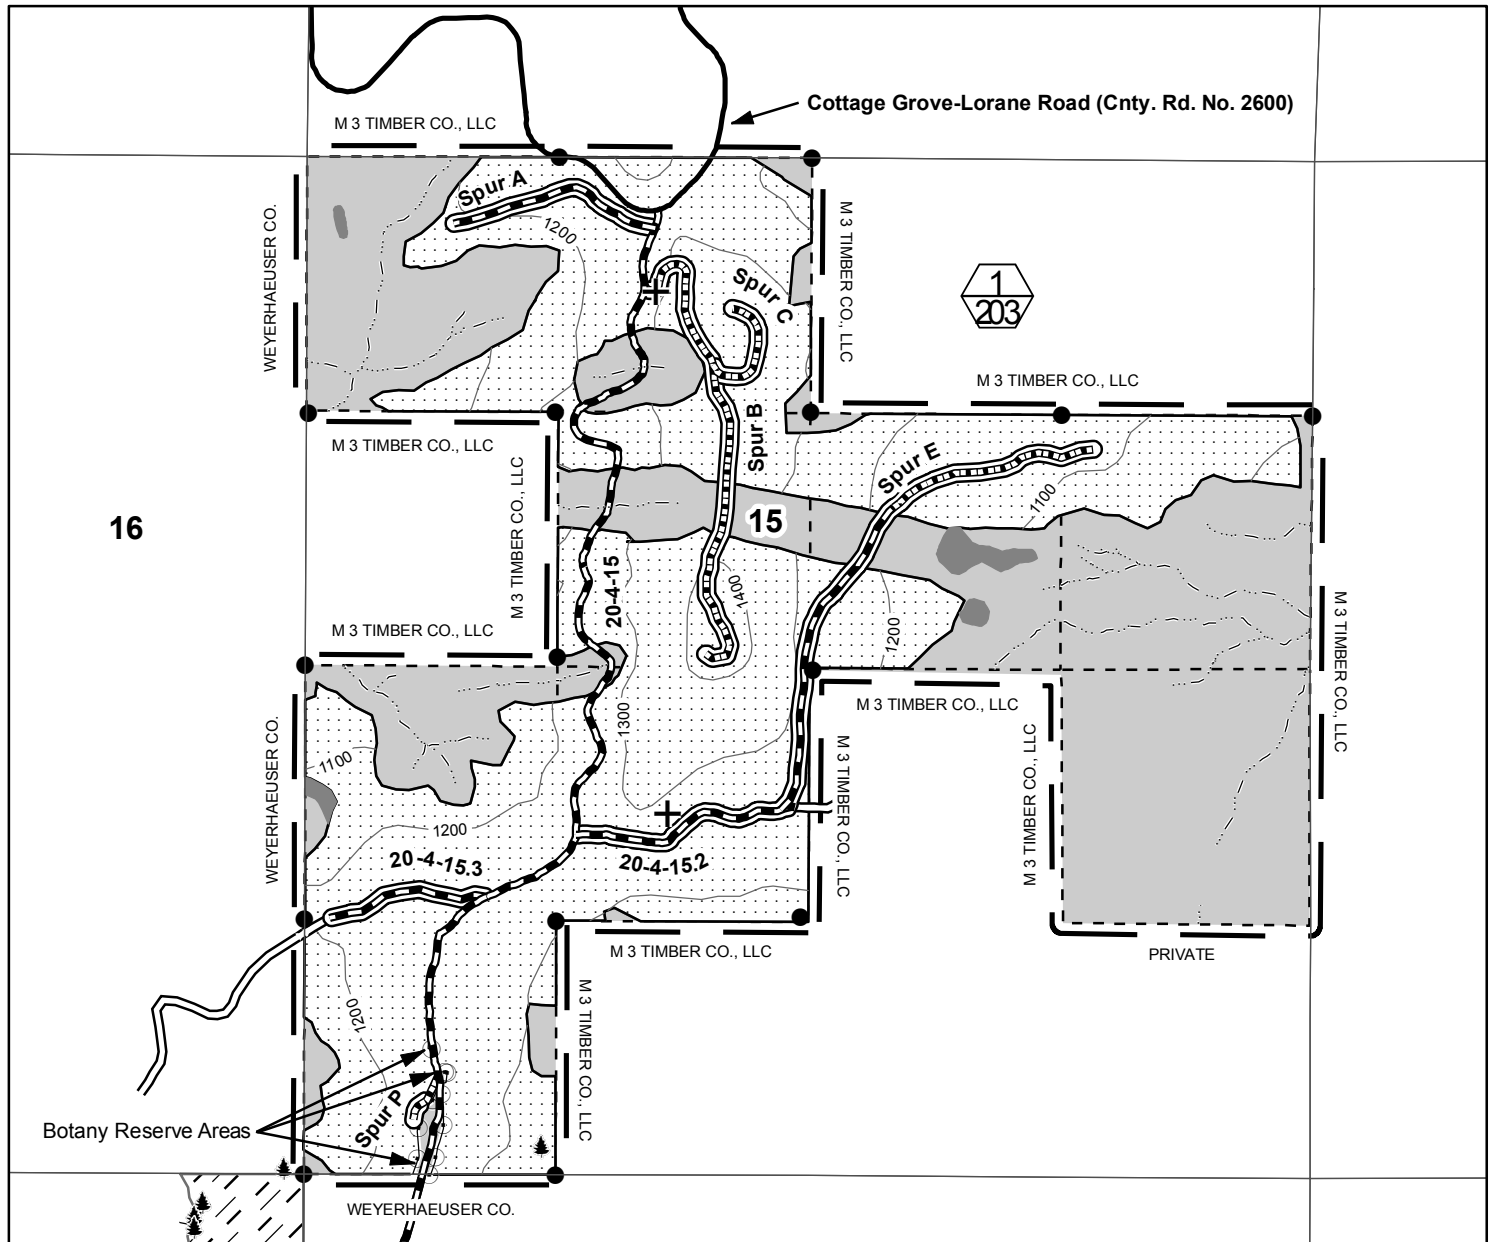 Cottage Grove-Lorane Road (Cnty. Rd. No. 2600)
M 3 TIMBER CO., LLC
Spur A
1200
WEYERHAEUSER CO.
M 3 TIMBER CO., LLC
Spur C
1
203
M 3 TIMBER CO., LLC
M 3 TIMBER CO., LLC
Spur B
Spur E
M 3 TIMBER CO., LLC
1100
16
15
20-4-15
1400
1200
M 3 TIMBER CO., LLC
M 3 TIMBER CO., LLC
1300
M 3 TIMBER CO., LLC
WEYERHAEUSER CO.
1100
M 3 TIMBER CO., LLC
M 3 TIMBER CO., LLC
1200
20-4-15.3
20-4-15.2
M 3 TIMBER CO., LLC
PRIVATE
M 3 TIMBER CO., LLC
1200
Spur P
Botany Reserve Areas
WEYERHAEUSER CO.